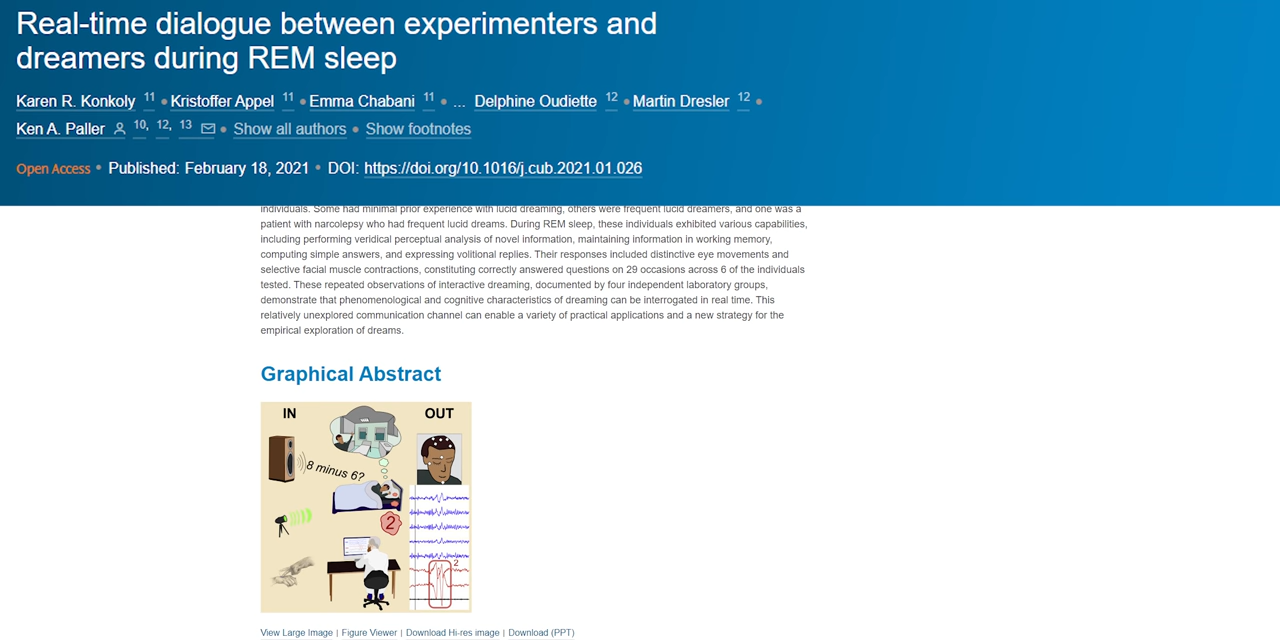 Real-time dialogue between experimenters and
dreamers during REM sleep
Karen R. Konkoly 11 • Kristoffer Appel 11 • Emma Chabani 11 • ... Delphine Oudiette 12 • Martin Dresler 12 •
Ken A. Paller 10, 12, 13 • Show all authors • Show footnotes
Open Access • Published: February 18, 2021 • DOI: https://doi.org/10.1016/j.cub.2021.01.026
individuals. Some had minimal prior experience with lucid dreaming, others were frequent lucid dreamers, and one was a
patient with narcolepsy who had frequent lucid dreams. During REM sleep, these individuals exhibited various capabilities,
including performing veridical perceptual analysis of novel information, maintaining information in working memory,
computing simple answers, and expressing volitional replies. Their responses included distinctive eye movements and
selective facial muscle contractions, constituting correctly answered questions on 29 occasions across 6 of the individuals
tested. These repeated observations of interactive dreaming, documented by four independent laboratory groups,
demonstrate that phenomenological and cognitive characteristics of dreaming can be interrogated in real time. This
relatively unexplored communication channel can enable a variety of practical applications and a new strategy for the
empirical exploration of dreams.
Graphical Abstract
IN OUT
8 minus 6?
2
2
View Large Image | Figure Viewer | Download Hi-res image | Download (PPT)